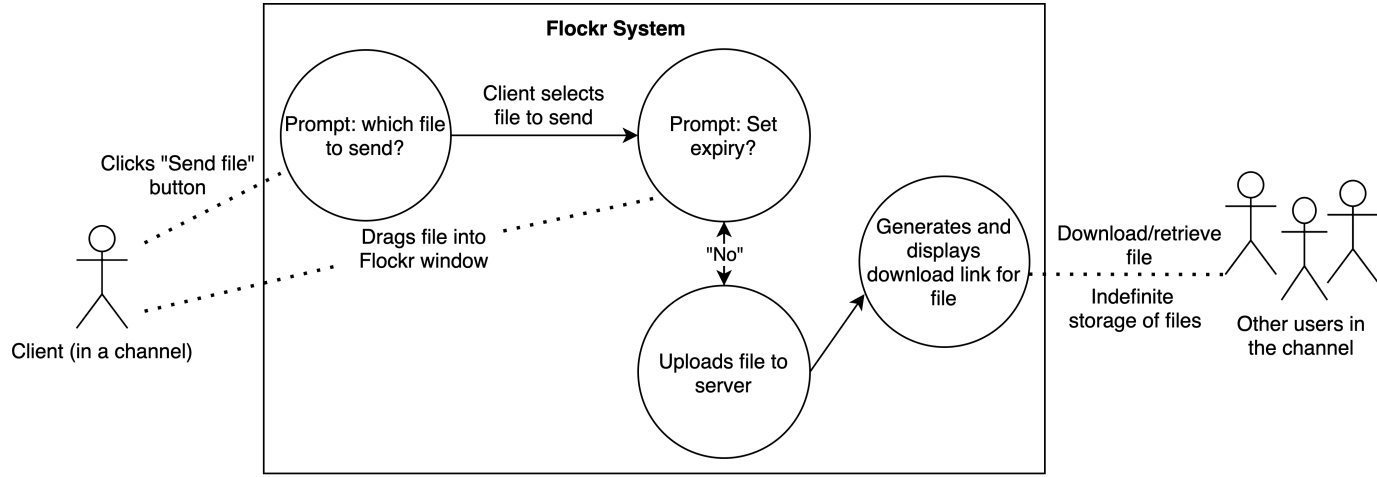 Flockr System
Prompt: which file
to send?
Client selects
file to send
Prompt: Set
expiry?
Clicks "Send file"
button
Drags file into
Flockr window
"No"
Generates and
displays
download link for
file
Download/retrieve
file
Indefinite
storage of files
Uploads file to
server
Client (in a channel)
Other users in
the channel